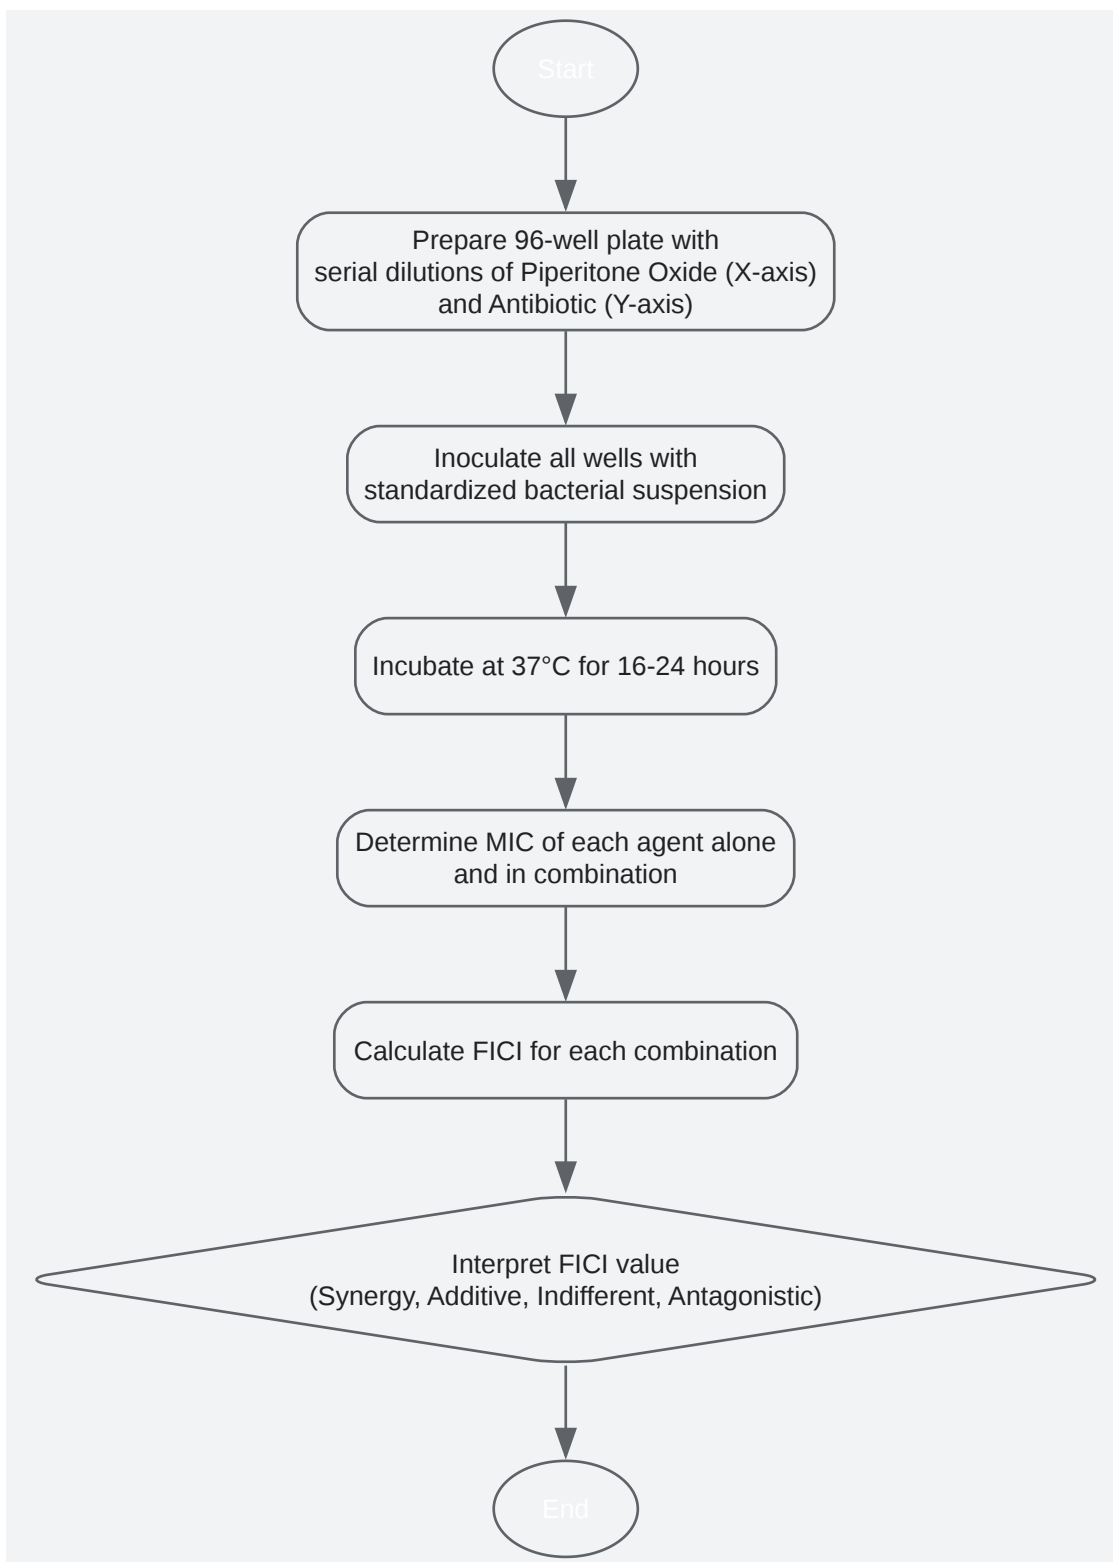 Start
Prepare 96-well plate with
serial dilutions of Piperitone Oxide (X-axis)
and Antibiotic (Y-axis)
Inoculate all wells with
standardized bacterial suspension
Incubate at 37°C for 16-24 hours
Determine MIC of each agent alone
and in combination
Calculate FICI for each combination
Interpret FICI value
(Synergy, Additive, Indifferent, Antagonistic)
End